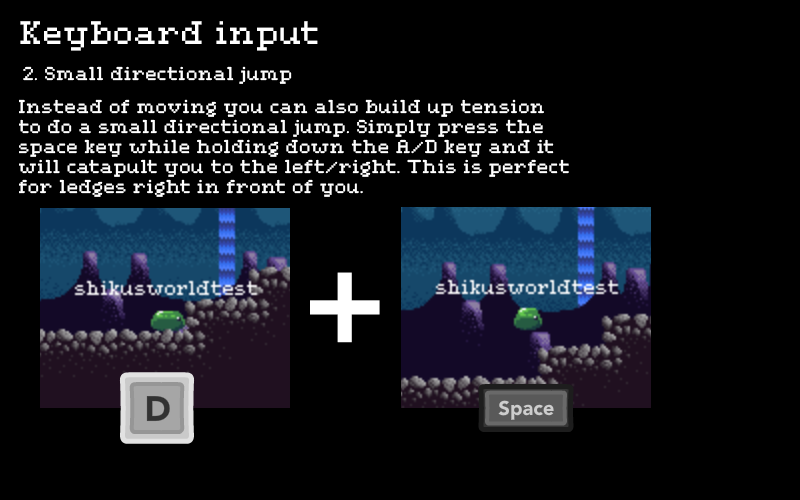 Keyboard input
2. Small directional jump
Instead of moving you can also build up tension
to do a small directional jump. Simply press the
space key while holding down the A/D key and it
will catapult you to the left/right. This is perfect
for ledges right in front of you.
shikusworldtest
shikusworldtest
D
Space